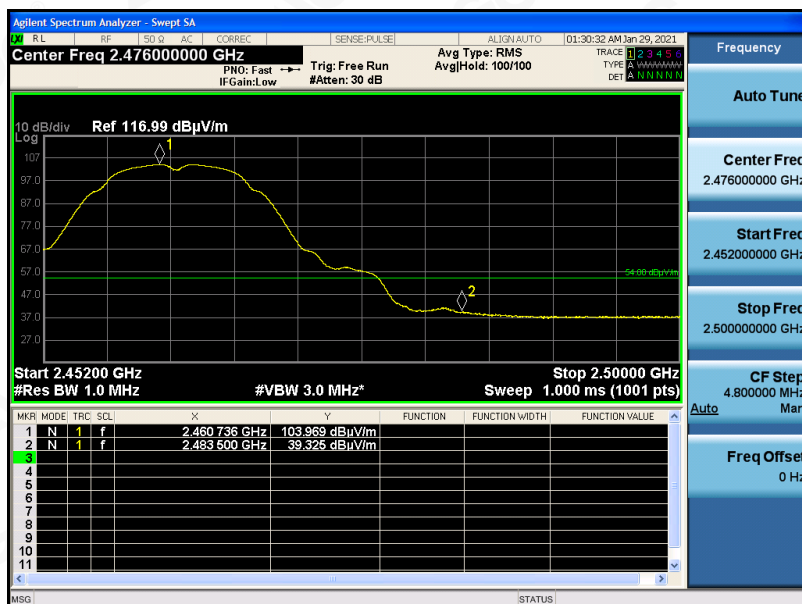 Agilent Spectrum Analyzer - Swept SA
LXI RL RF 50 Ω AC CORREC SENSE:PULSE ALIGN AUTO 01:30:32 AM Jan 29, 2021
Center Freq 2.476000000 GHz
PNO: Fast
IFGain:Low
Trig: Free Run
#Atten: 30 dB
Avg Type: RMS
Avg|Hold: 100/100
TRACE 1 2 3 4 5 6
TYPE A WWWWW
DET A N N N N N
10 dB/div Ref 116.99 dBµV/m
Log
107
97.0
87.0
77.0
67.0
57.0
47.0
37.0
27.0
1
2
54.00 dBµV/m
Start 2.45200 GHz Stop 2.50000 GHz
#Res BW 1.0 MHz #VBW 3.0 MHz* Sweep 1.000 ms (1001 pts)
MKR MODE TRC SCL X Y FUNCTION FUNCTION WIDTH FUNCTION VALUE
1 N 1 f 2.460 736 GHz 103.969 dBµV/m
2 N 1 f 2.483 500 GHz 39.325 dBµV/m
3
4
5
6
7
8
9
10
11
MSG STATUS
Frequency
Auto Tune
Center Freq
2.476000000 GHz
Start Freq
2.452000000 GHz
Stop Freq
2.500000000 GHz
CF Step
4.800000 MHz
Auto Man
Freq Offset
0 Hz